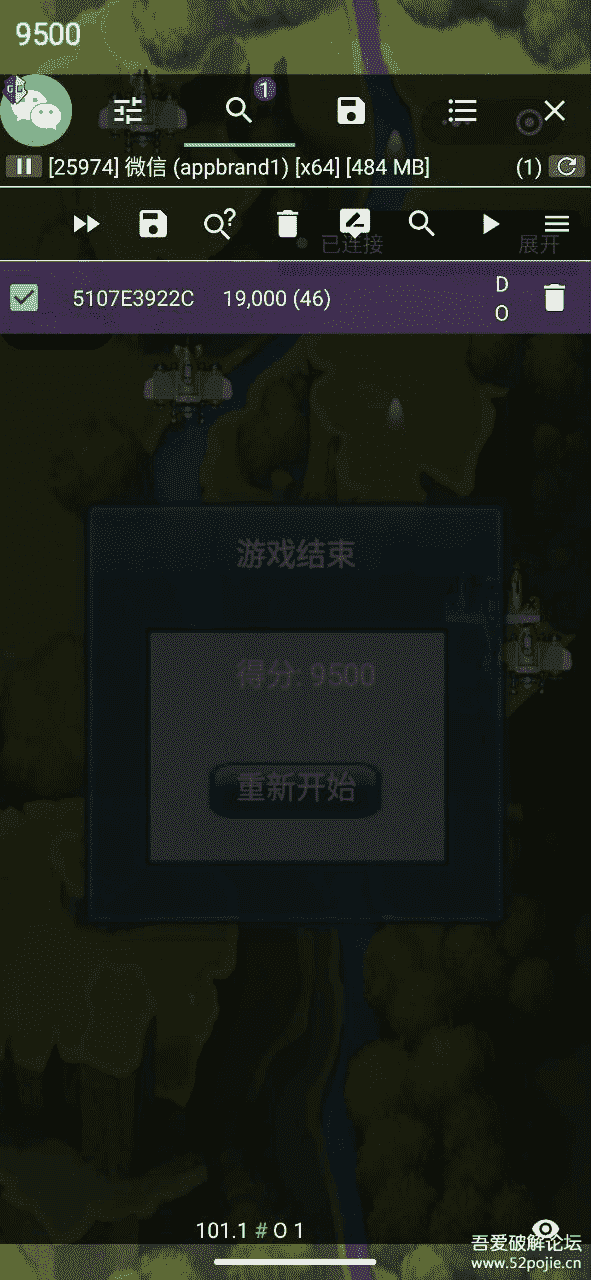 9500
1
[25974] 微信 (appbrand1) [x64] [484 MB] (1)
已连接 展开
5107E3922C 19,000 (46) D
O
游戏结束
得分: 9500
重新开始
101.1 # O 1
吾爱破解论坛
www.52pojie.cn